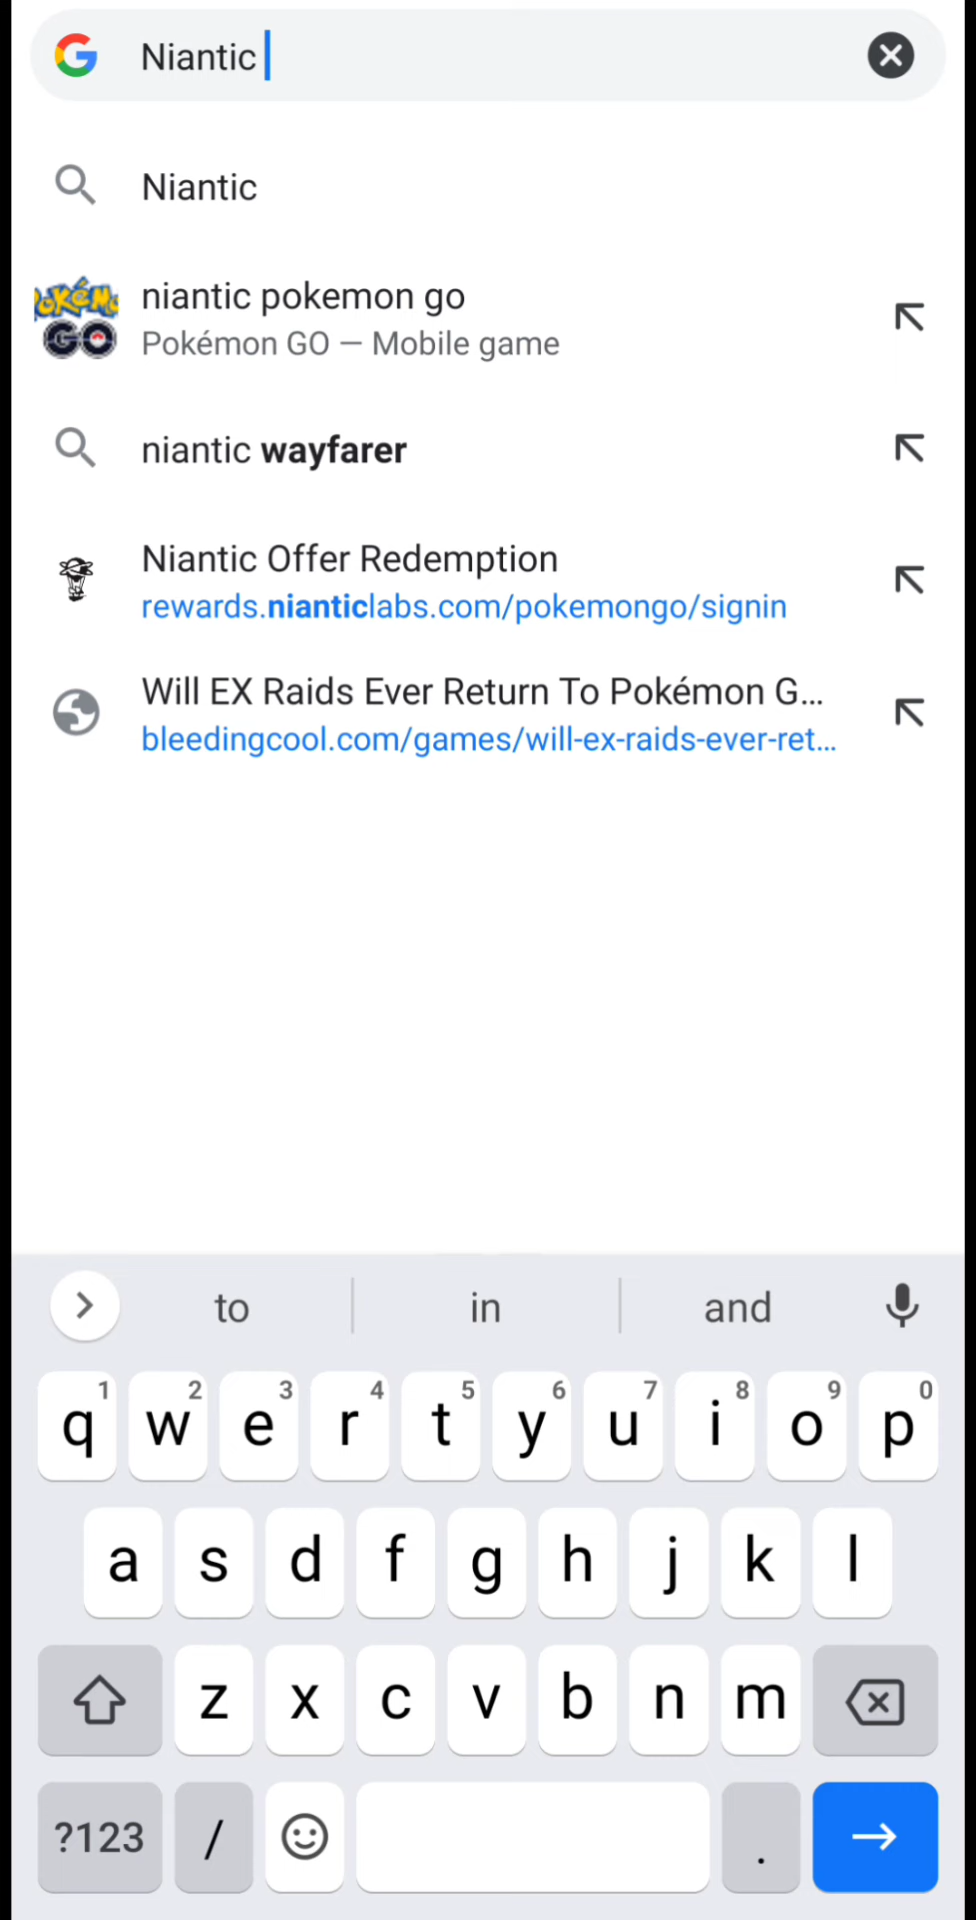 Niantic
Niantic
POKÉMO
GO
niantic pokemon go
Pokémon GO — Mobile game
niantic wayfarer
Niantic Offer Redemption
rewards.nianticlabs.com/pokemongo/signin
Will EX Raids Ever Return To Pokémon G...
bleedingcool.com/games/will-ex-raids-ever-ret...
to in and
1 2 3 4 5 6 7 8 9 0
q w e r t y u i o p
a s d f g h j k l
z x c v b n m
?123 / .